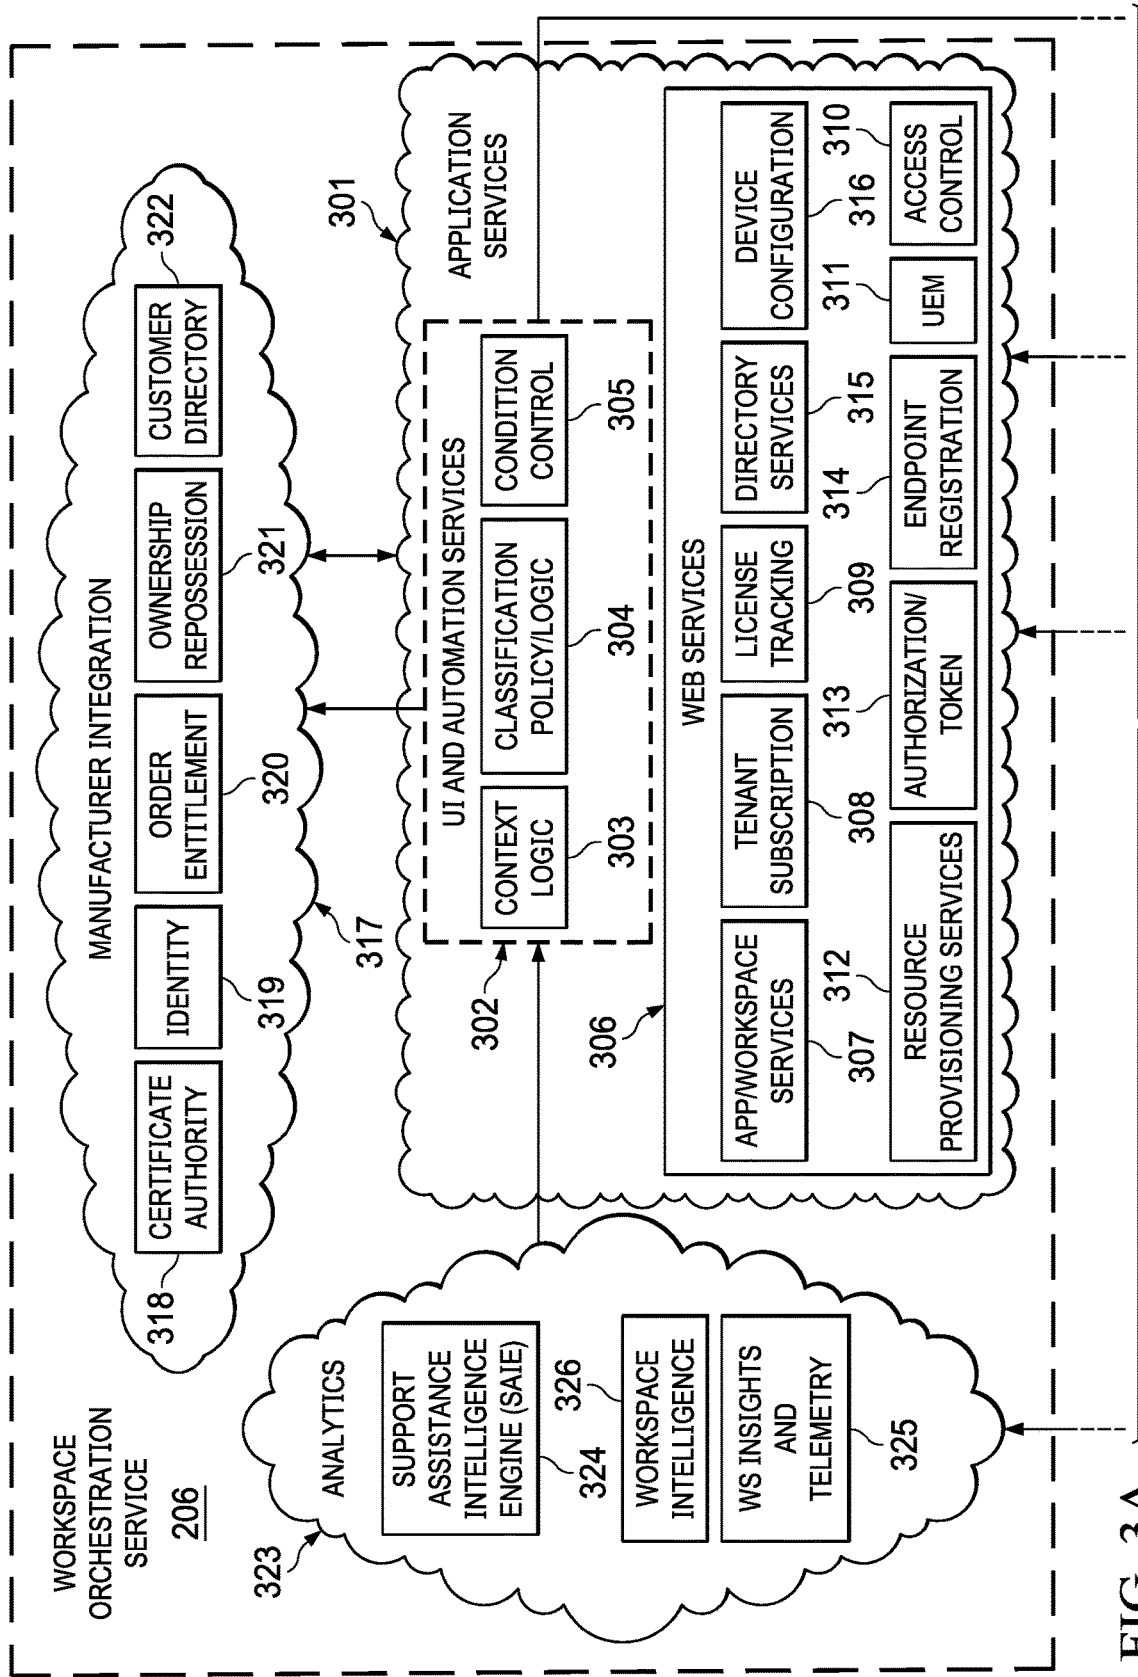 WORKSPACE
ORCHESTRATION
SERVICE
206
MANUFACTURER INTEGRATION
CERTIFICATE
AUTHORITY
318
IDENTITY
319
ORDER
ENTITLEMENT
320
OWNERSHIP
REPOSSESSION
321
CUSTOMER
DIRECTORY
322
317
323
ANALYTICS
SUPPORT
ASSISTANCE
INTELLIGENCE
ENGINE (SAIE)
324
326
WORKSPACE
INTELLIGENCE
WS INSIGHTS
AND
TELEMETRY
325
301
APPLICATION
SERVICES
302
UI AND AUTOMATION SERVICES
CONTEXT
LOGIC
303
CLASSIFICATION
POLICY/LOGIC
304
CONDITION
CONTROL
305
306
WEB SERVICES
APP/WORKSPACE
SERVICES
307
TENANT
SUBSCRIPTION
308
LICENSE
TRACKING
309
DIRECTORY
SERVICES
315
DEVICE
CONFIGURATION
316
312
RESOURCE
PROVISIONING SERVICES
313
AUTHORIZATION/
TOKEN
314
ENDPOINT
REGISTRATION
311
UEM
310
ACCESS
CONTROL
FIG. 3A